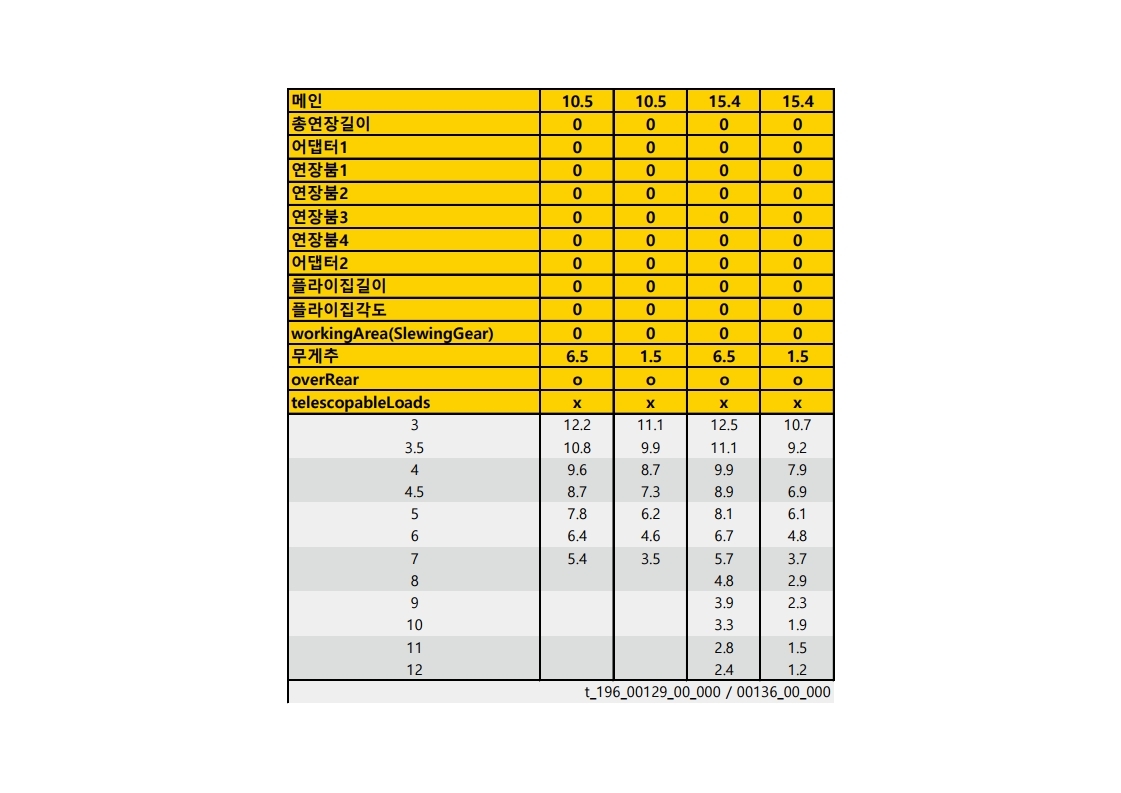 메인 10.5 10.5 15.4 15.4
총연장길이 0 0 0 0
어댑터1 0 0 0 0
연장붐1 0 0 0 0
연장붐2 0 0 0 0
연장붐3 0 0 0 0
연장붐4 0 0 0 0
어댑터2 0 0 0 0
플라이집길이 0 0 0 0
플라이집각도 0 0 0 0
workingArea(SlewingGear) 0 0 0 0
무게추 6.5 1.5 6.5 1.5
overRear o o o o
telescopableLoads x x x x
3 12.2 11.1 12.5 10.7
3.5 10.8 9.9 11.1 9.2
4 9.6 8.7 9.9 7.9
4.5 8.7 7.3 8.9 6.9
5 7.8 6.2 8.1 6.1
6 6.4 4.6 6.7 4.8
7 5.4 3.5 5.7 3.7
8 4.8 2.9
9 3.9 2.3
10 3.3 1.9
11 2.8 1.5
12 2.4 1.2
t_196_00129_00_000 / 00136_00_000